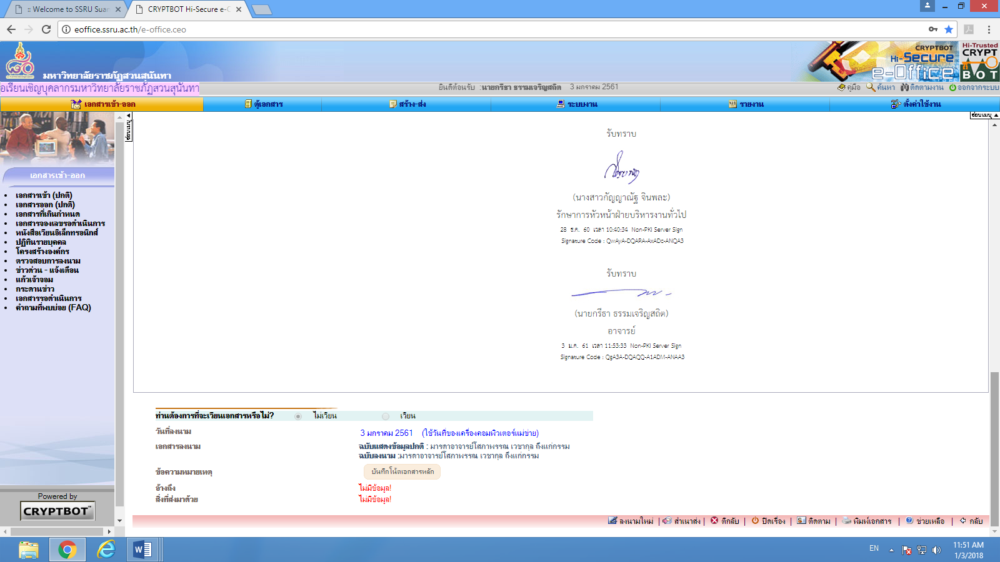 :: Welcome to SSRU Sua
CRYPTBOT Hi-Secure e-
eoffice.ssru.ac.th/e-office.ceo
มหาวิทยาลัยราชภัฏสวนสุนันทา
CRYPTBOT
Hi-Secure
e-Office
Hi-Trusted
CRYPT
BOT
อเรียนเชิญบุคลากรมหาวิทยาลัยราชภัฏสวนสุนันทา
ยินดีต้อนรับ :นายกรีธา ธรรมเจริญสถิต 3 มกราคม 2561
คู่มือ ค้นหา ติดตามงาน ออกจากระบบ
เอกสารเข้า-ออก ตู้เอกสาร สร้าง-ส่ง ระบบงาน รายงาน ตั้งค่าใช้งาน
ซ่อนเมนู
ซ่อนเมนู
เอกสารเข้า-ออก
เอกสารเข้า (ปกติ)
เอกสารออก (ปกติ)
เอกสารที่เกินกำหนด
เอกสารจองเลขรอดำเนินการ
หนังสือเวียนอิเล็กทรอนิกส์
ปฏิทินรายบุคคล
โครงสร้างองค์กร
ตรวจสอบการลงนาม
ข่าวด่วน - แจ้งเตือน
แก้วเจ้าจอม
กระดานข่าว
เอกสารรอดำเนินการ
คำถามที่พบบ่อย (FAQ)
Powered by
CRYPTBOT™
รับทราบ
(นางสาวกัญญาณัฐ จินพละ)
รักษาการหัวหน้าฝ่ายบริหารงานทั่วไป
28 ธ.ค. 60 เวลา 10:40:34 Non-PKI Server Sign
Signature Code : QwAyA-DQARA-AxADc-ANQA3
รับทราบ
(นายกรีธา ธรรมเจริญสถิต)
อาจารย์
3 ม.ค. 61 เวลา 11:53:33 Non-PKI Server Sign
Signature Code : QgA3A-DQAQQ-A1ADM-ANAA3
ท่านต้องการที่จะเวียนเอกสารหรือไม่? ไม่เวียน เวียน
วันที่ลงนาม 3 มกราคม 2561 (ใช้วันที่ของเครื่องคอมพิวเตอร์แม่ข่าย)
เอกสารลงนาม ฉบับแสดงข้อมูลปกติ : มารดาอาจารย์โสภาพรรณ เวชากุล ถึงแก่กรรม
ฉบับลงนาม :มารดาอาจารย์โสภาพรรณ เวชากุล ถึงแก่กรรม
ข้อความหมายเหตุ บันทึกโน้ตเอกสารหลัก
อ้างถึง ไม่มีข้อมูล!
สิ่งที่ส่งมาด้วย ไม่มีข้อมูล!
ลงนามใหม่ | สำเนาส่ง | ตีกลับ | ปิดเรื่อง | ติดตาม | พิมพ์เอกสาร | ช่วยเหลือ | กลับ
EN
11:51 AM
1/3/2018